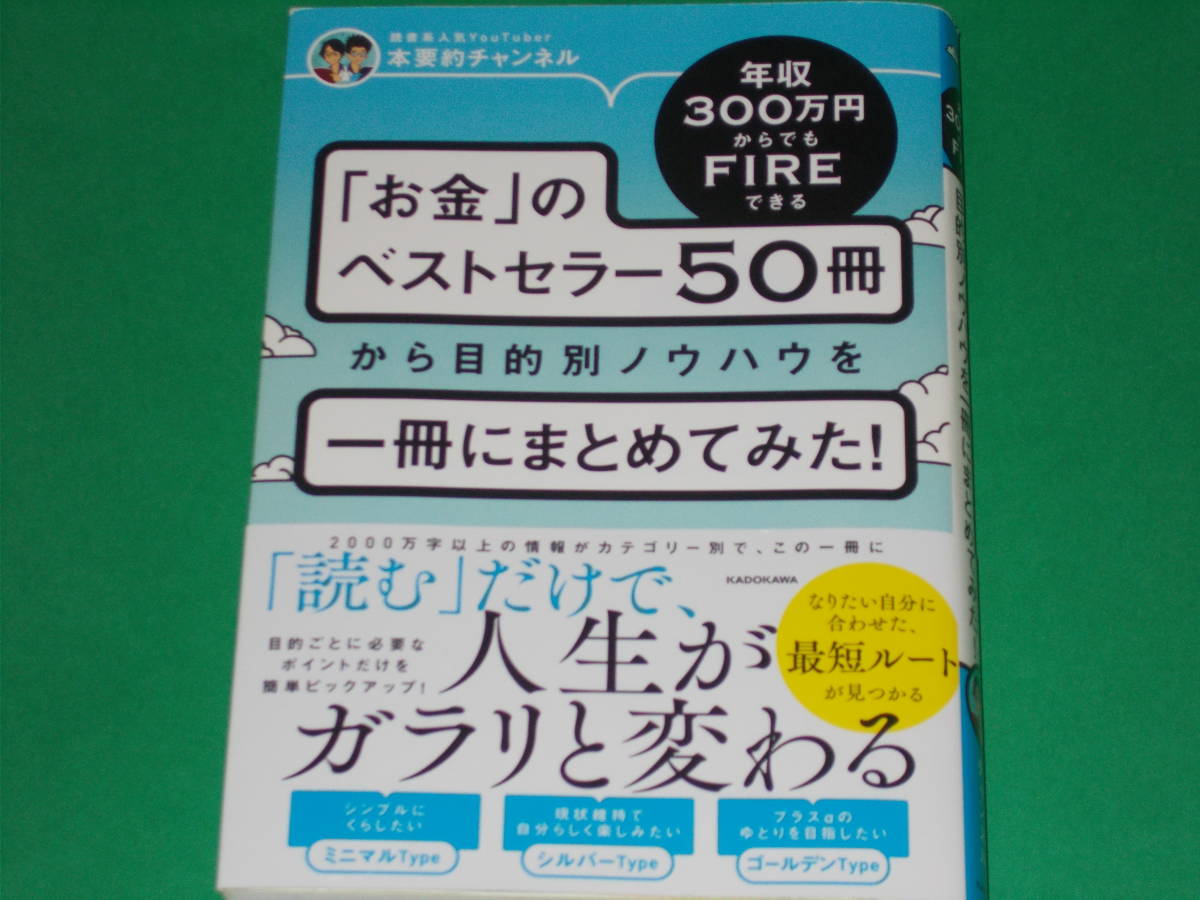 読書系人気YouTuber
本要約チャンネル
年収
300万円
からでも
FIRE
できる
「お金」の
ベストセラー50冊
から目的別ノウハウを
一冊にまとめてみた!
2000万字以上の情報がカテゴリー別で、この一冊に
「読む」だけで、
KADOKAWA
目的ごとに必要な
ポイントだけを
簡単ピックアップ!
人生が
ガラリと変わる
なりたい自分に
合わせた、
最短ルート
が見つかる
シンプルに
くらしたい
ミニマルType
現状維持で
自分らしく楽しみたい
シルバーType
プラスαの
ゆとりを目指したい
ゴールデンType